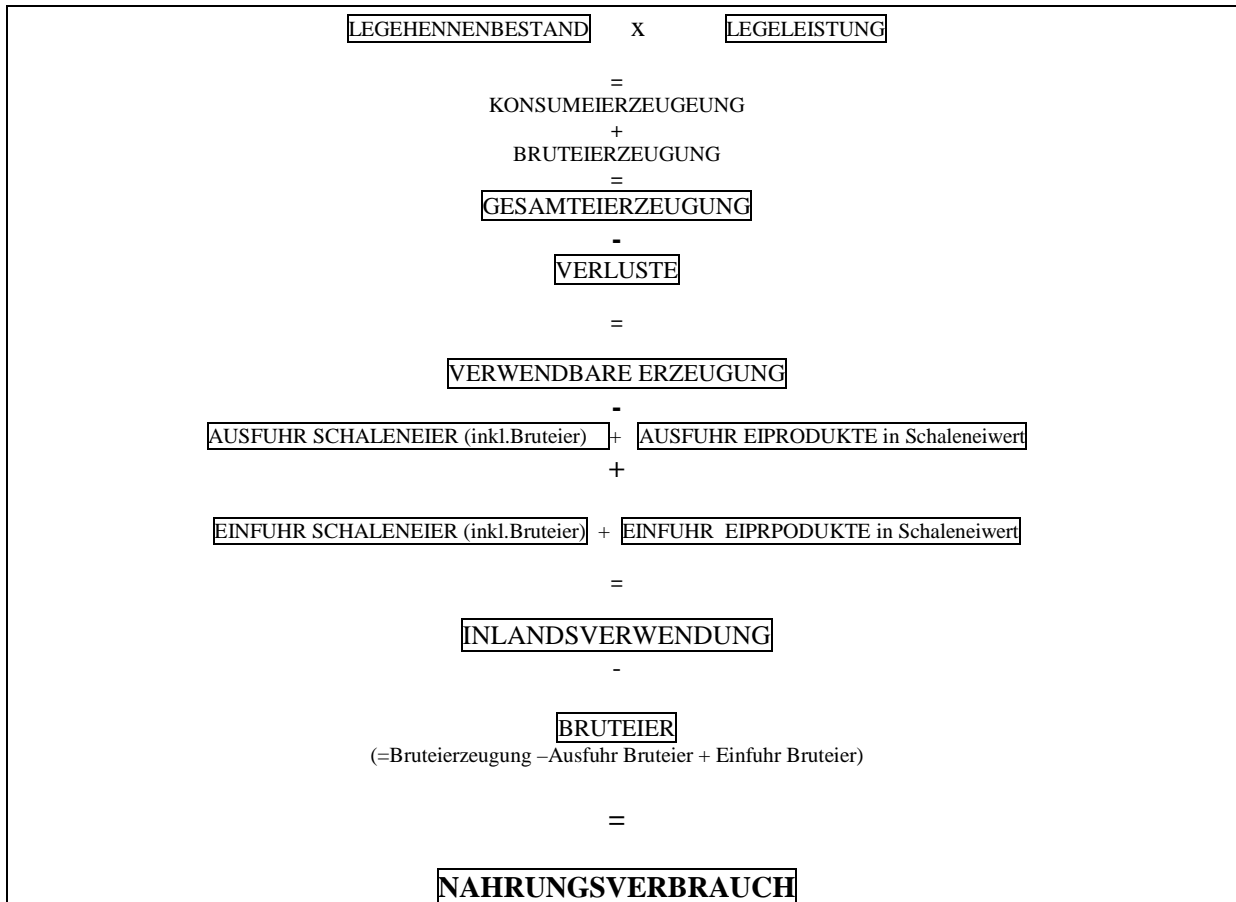 LEGEHENNENBESTAND x LEGELEISTUNG
=
KONSUMEIERZEUGEUNG
+
BRUTEIERZEUGUNG
=
GESAMTEIERZEUGUNG
-
VERLUSTE
=
VERWENDBARE ERZEUGUNG
-
AUSFUHR SCHALENEIER (inkl.Bruteier) + AUSFUHR EIPRODUKTE in Schaleneiwert
+
EINFUHR SCHALENEIER (inkl.Bruteier) + EINFUHR EIPRPODUKTE in Schaleneiwert
=
INLANDSVERWENDUNG
-
BRUTEIER
(=Bruteierzeugung –Ausfuhr Bruteier + Einfuhr Bruteier)
=
NAHRUNGSVERBRAUCH